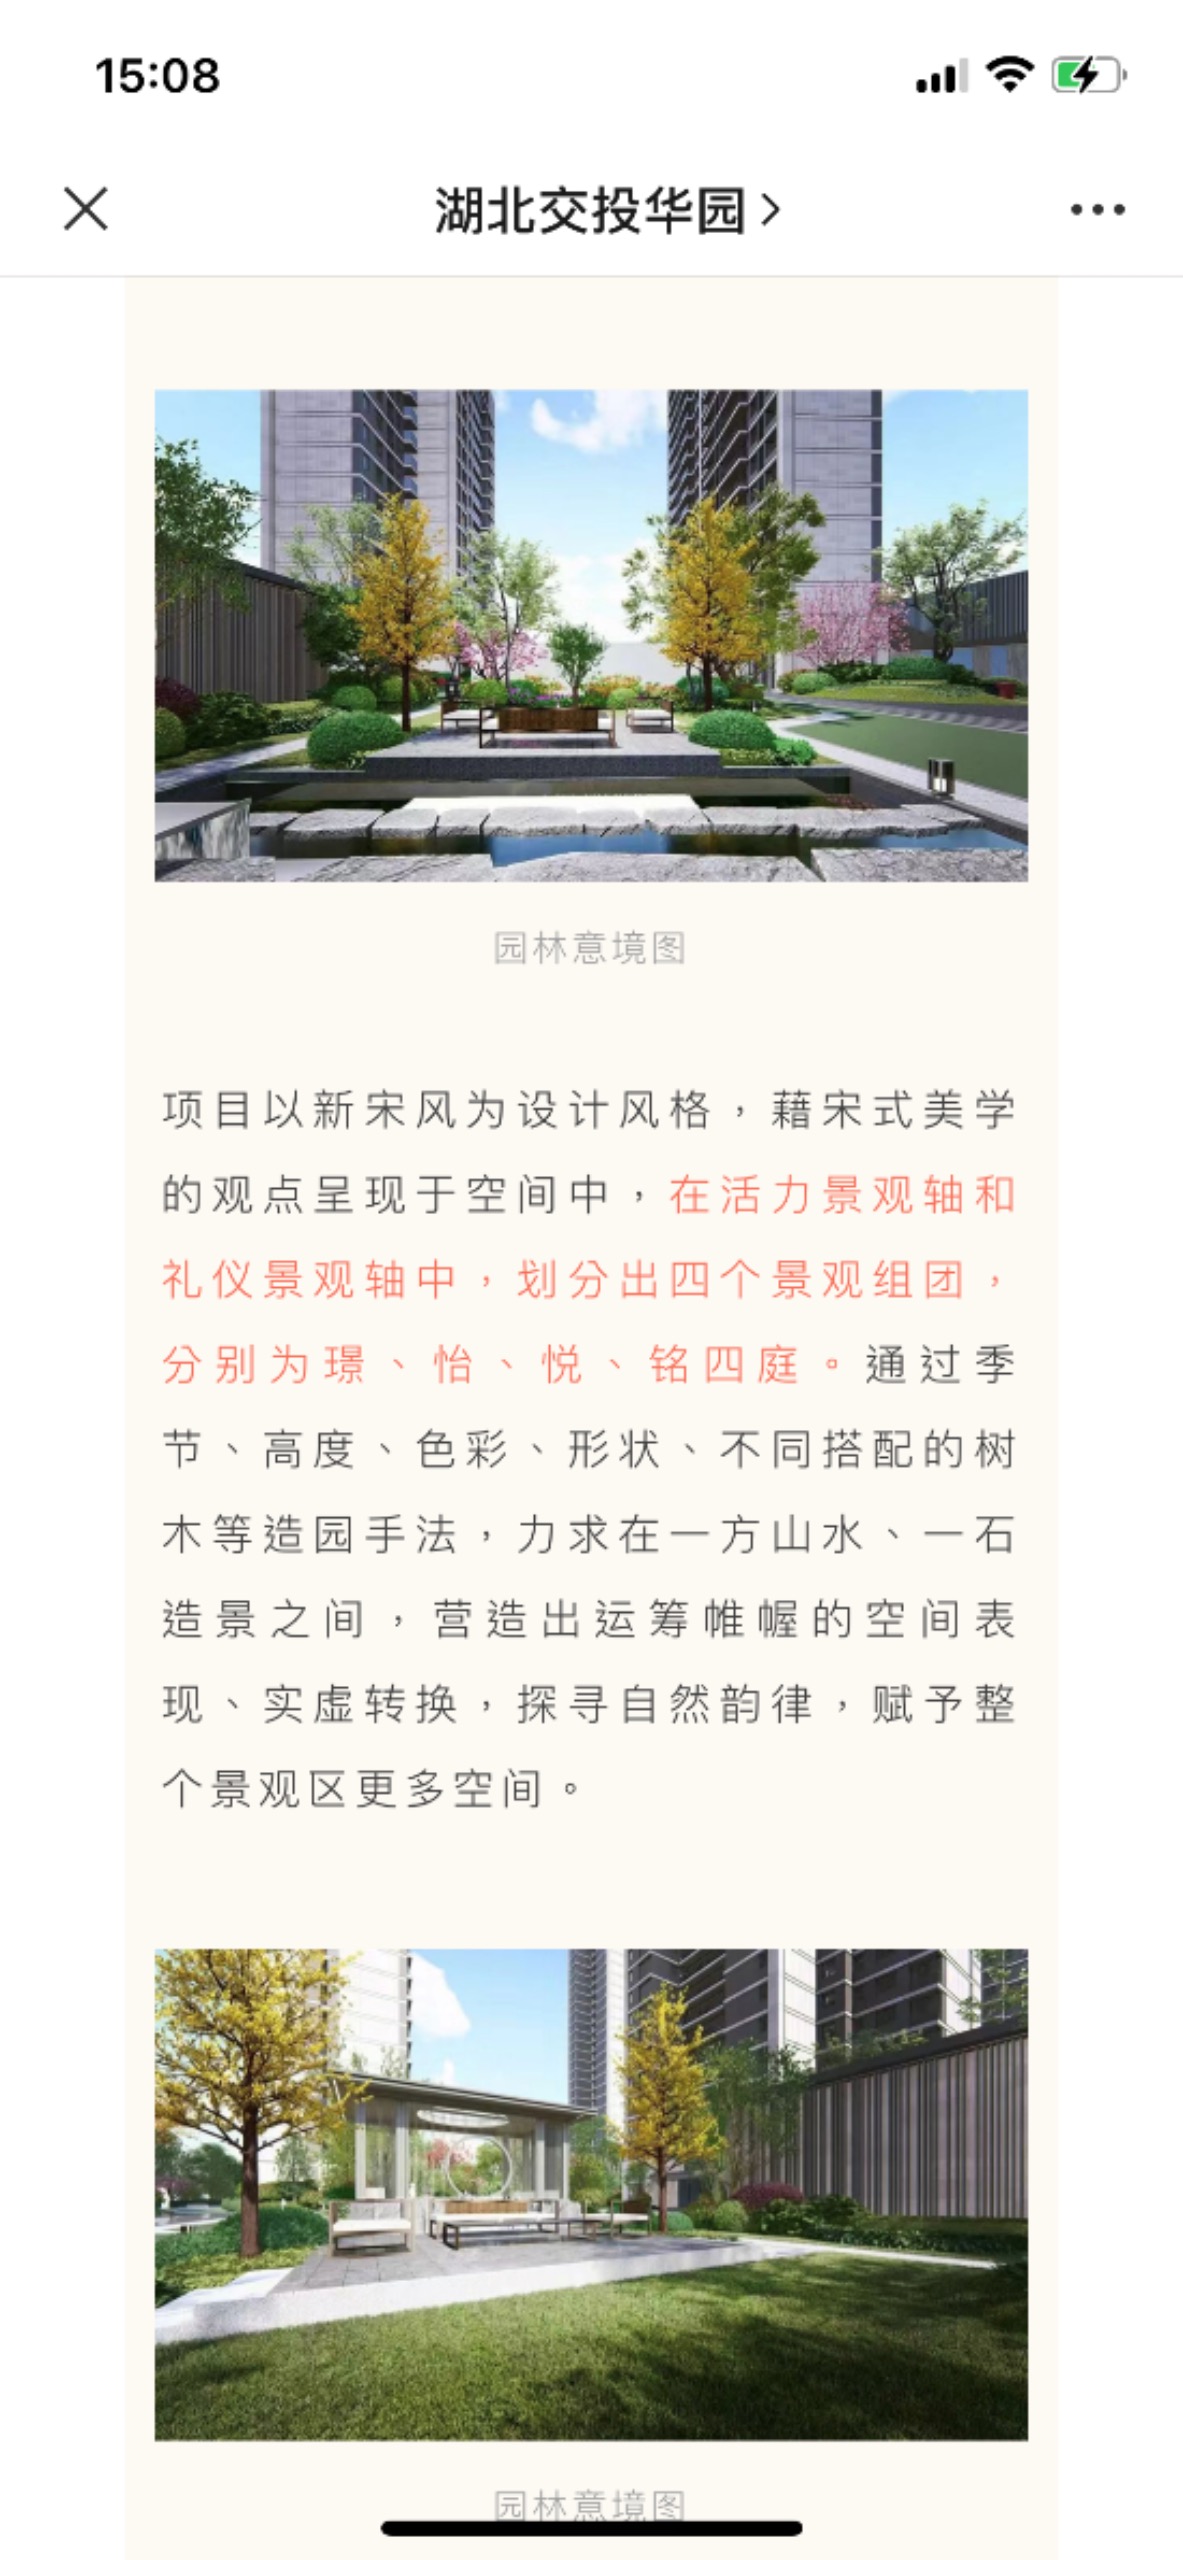 15:08
湖北交投华园
园林意境图
项目以新宋风为设计风格，藉宋式美学
的观点呈现于空间中，在活力景观轴和
礼仪景观轴中，划分出四个景观组团，
分别为璟、怡、悦、铭四庭。通过季
节、高度、色彩、形状、不同搭配的树
木等造园手法，力求在一方山水、一石
造景之间，营造出运筹帷幄的空间表
现、实虚转换，探寻自然韵律，赋予整
个景观区更多空间。
园林意境图